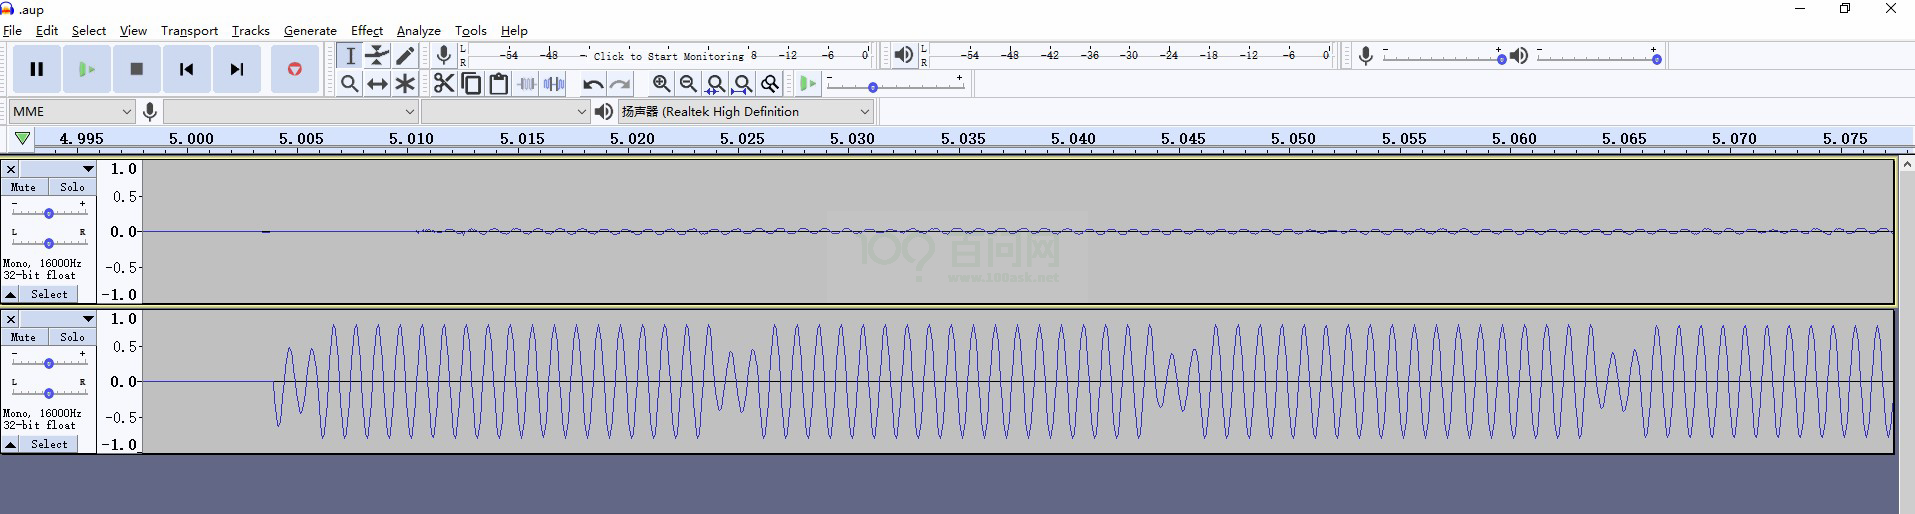 .aup
File Edit Select View Transport Tracks Generate Effect Analyze Tools Help
L
R
-54 -48 - Click to Start Monitoring 8 -12 -6 0
L
R
-54 -48 -42 -36 -30 -24 -18 -12 -6 0
- +
- +
- +
MME
扬声器 (Realtek High Definition
4.995 5.000 5.005 5.010 5.015 5.020 5.025 5.030 5.035 5.040 5.045 5.050 5.055 5.060 5.065 5.070 5.075
Mute Solo
- +
L R
Mono, 16000Hz
32-bit float
Select
1.0
0.5-
0.0-
-0.5-
-1.0
100?
百问网
www.100ask.net
Mute Solo
- +
L R
Mono, 16000Hz
32-bit float
Select
1.0
0.5-
0.0-
-0.5-
-1.0